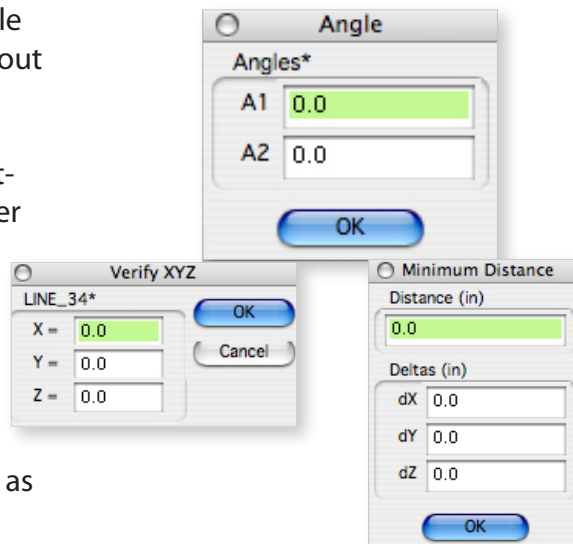 le
out
t-
er
as
Angle
Angles*
A1 0.0
A2 0.0
OK
Verify XYZ
LINE_34*
X = 0.0
Y = 0.0
Z = 0.0
OK
Cancel
Minimum Distance
Distance (in)
0.0
Deltas (in)
dX 0.0
dY 0.0
dZ 0.0
OK